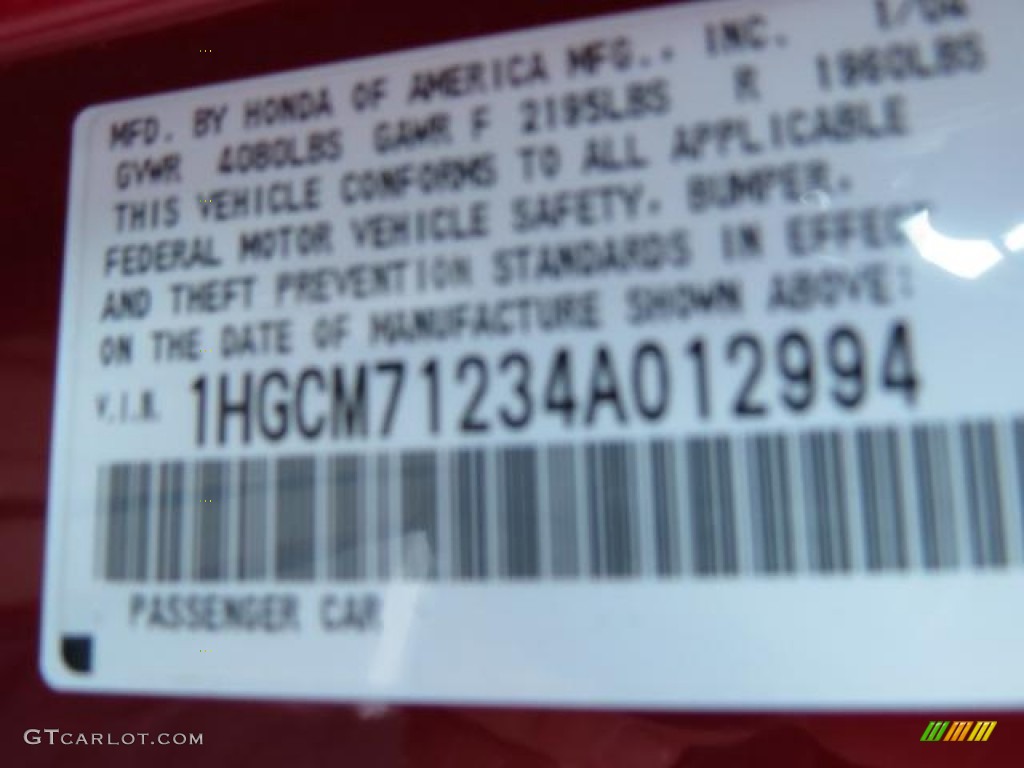 MFD. BY HONDA OF AMERICA MFG., INC. 1/04
GVWR 4080LBS GAWR F 2195LBS R 1960LBS
THIS VEHICLE CONFORMS TO ALL APPLICABLE
FEDERAL MOTOR VEHICLE SAFETY, BUMPER,
AND THEFT PREVENTION STANDARDS IN EFFECT
ON THE DATE OF MANUFACTURE SHOWN ABOVE:
V.I.N. 1HGCM71234A012994
PASSENGER CAR
GTCARLOT.COM